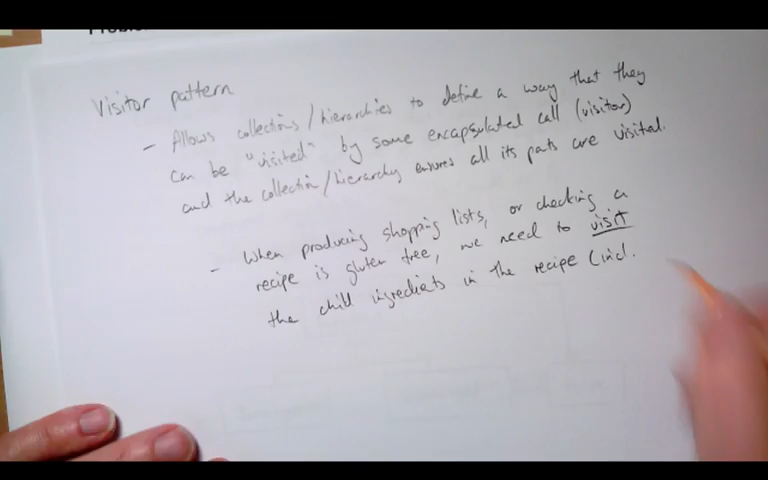 Visitor pattern
- Allows collections/hierarchies to define a way that they
can be "visited" by some encapsulated call (visitor)
and the collection/hierarchy ensures all its parts are visited.
- When producing shopping lists, or checking a
recipe is gluten free, we need to visit
the chill ingredients in the recipe (incl.